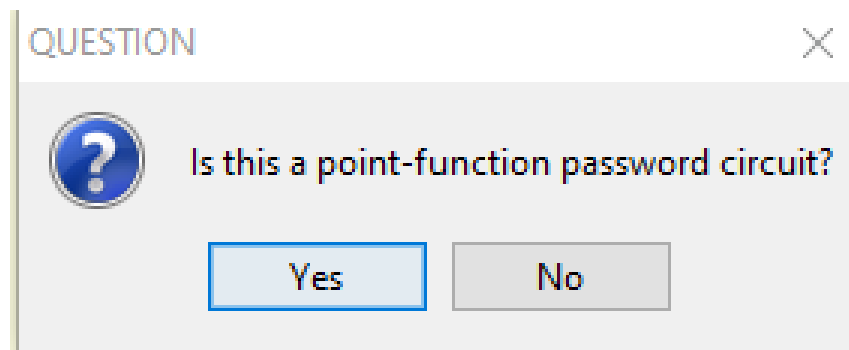 QUESTION
Is this a point-function password circuit?
Yes
No